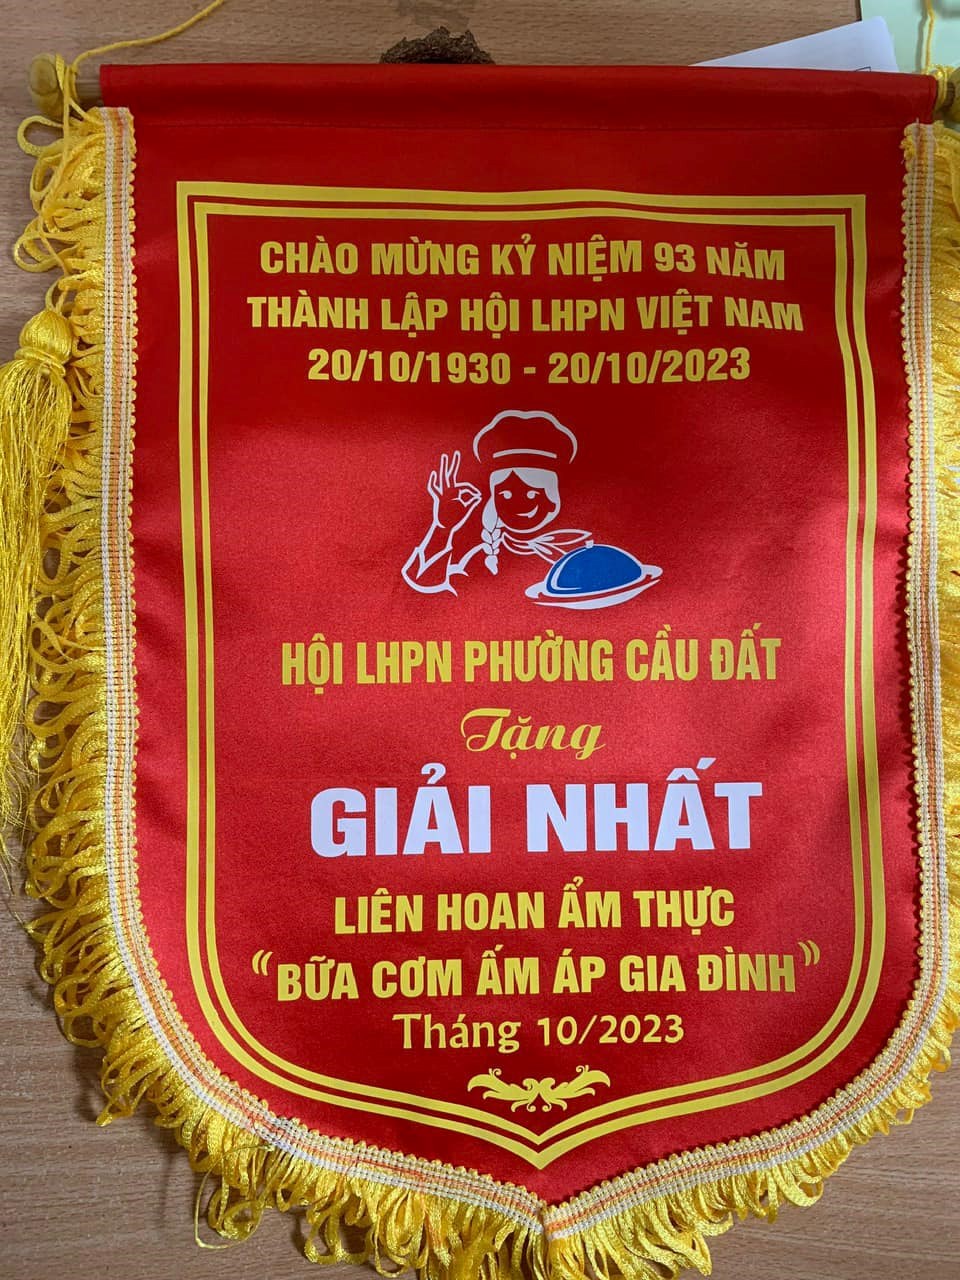 CHÀO MỪNG KỶ NIỆM 93 NĂM
THÀNH LẬP HỘI LHPN VIỆT NAM
20/10/1930 - 20/10/2023
HỘI LHPN PHƯỜNG CẦU ĐẤT
Tặng
GIẢI NHẤT
LIÊN HOAN ẨM THỰC
“BỮA CƠM ẤM ÁP GIA ĐÌNH”
Tháng 10/2023